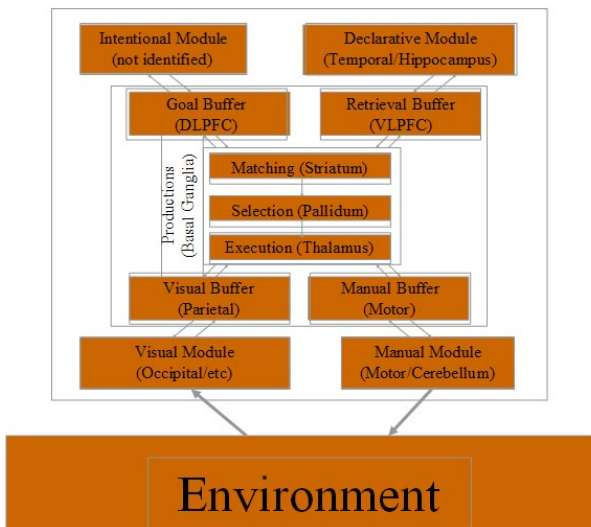 Intentional Module
(not identified)
Declarative Module
(Temporal/Hippocampus)
Goal Buffer
(DLPFC)
Retrieval Buffer
(VLPFC)
Productions
(Basal Ganglia)
Matching (Striatum)
Selection (Pallidum)
Execution (Thalamus)
Visual Buffer
(Parietal)
Manual Buffer
(Motor)
Visual Module
(Occipital/etc)
Manual Module
(Motor/Cerebellum)
Environment